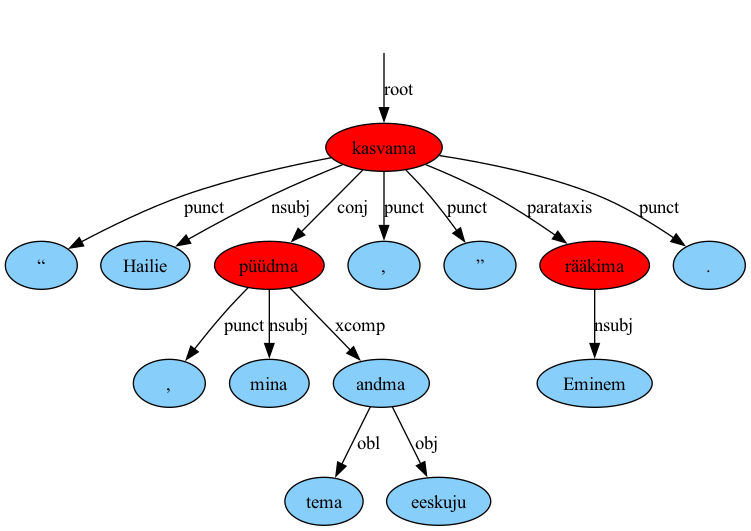 root
kasvama
punct nsubj conj punct punct parataxis punct
“ Hailie püüdma , ” rääkima .
punct nsubj xcomp nsubj
, mina andma Eminem
obl obj
tema eeskuju